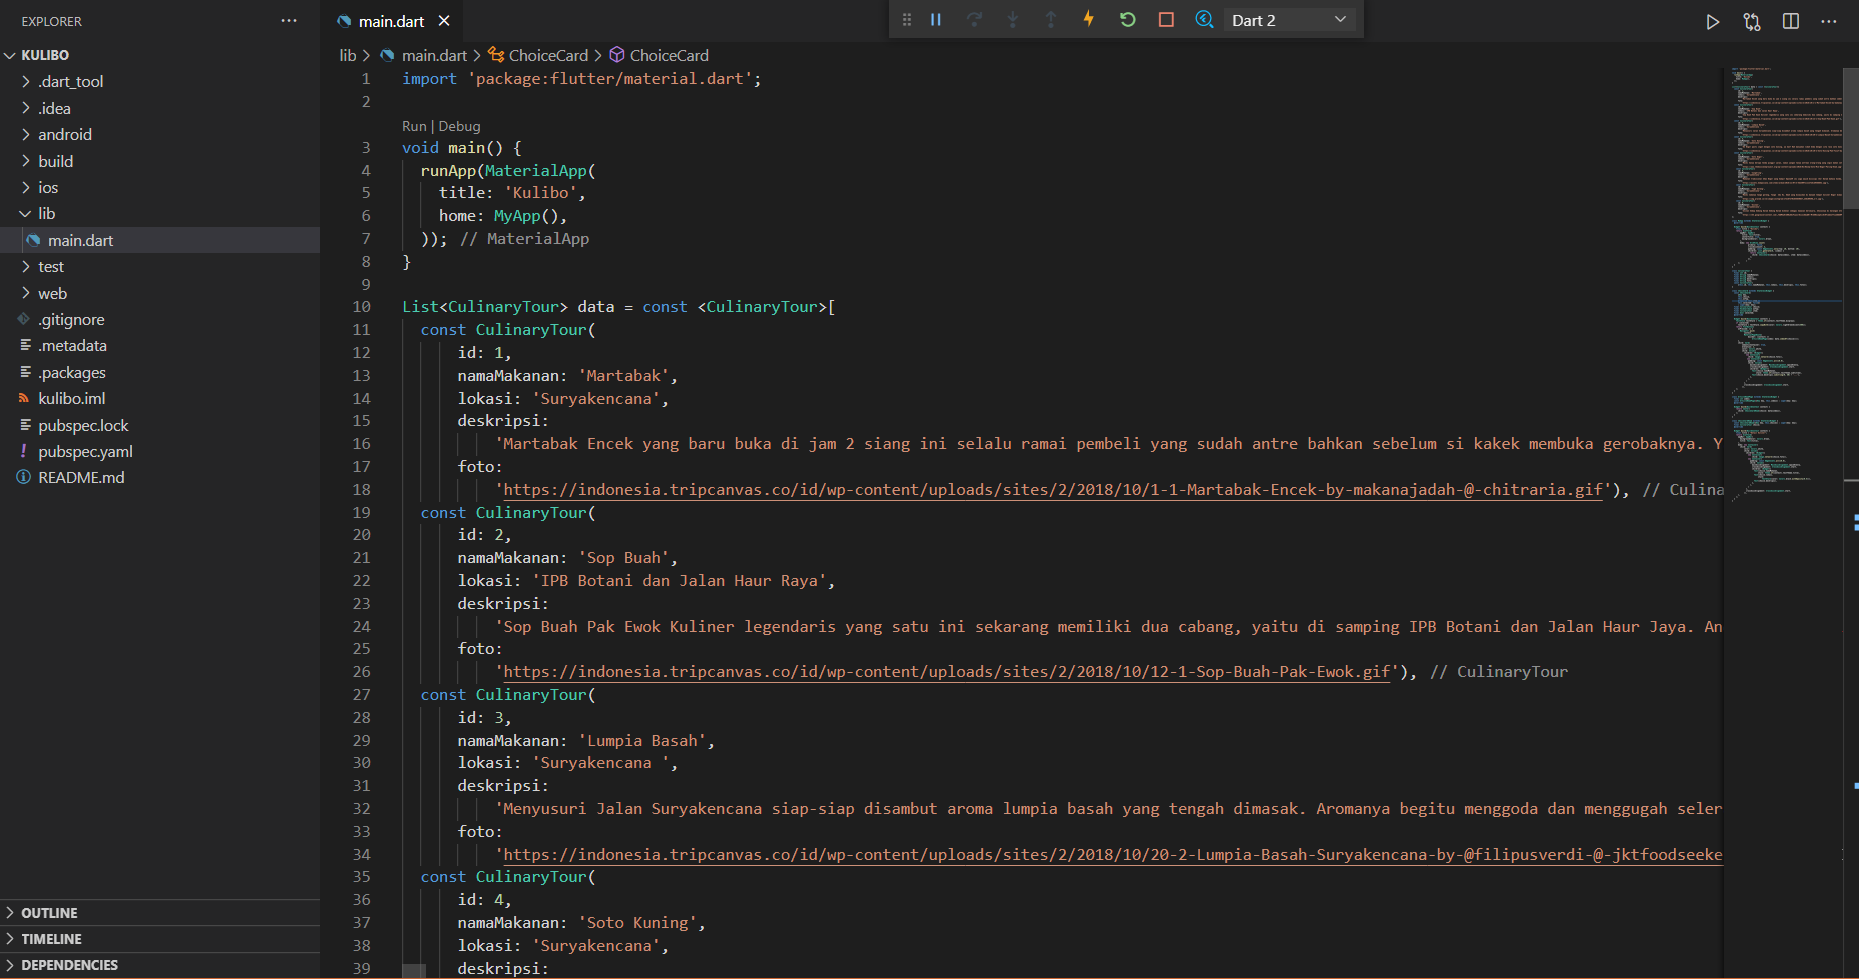 EXPLORER
KULIBO
.dart_tool
.idea
android
build
ios
lib
main.dart
test
web
.gitignore
.metadata
.packages
kulibo.iml
pubspec.lock
pubspec.yaml
README.md
OUTLINE
TIMELINE
DEPENDENCIES
main.dart
Dart 2
lib > main.dart > ChoiceCard > ChoiceCard
1 import 'package:flutter/material.dart';
2
Run | Debug
3 void main() {
4 runApp(MaterialApp(
5 title: 'Kulibo',
6 home: MyApp(),
7 )); // MaterialApp
8 }
9
10 List<CulinaryTour> data = const <CulinaryTour>[
11 const CulinaryTour(
12 id: 1,
13 namaMakanan: 'Martabak',
14 lokasi: 'Suryakencana',
15 deskripsi:
16 'Martabak Encek yang baru buka di jam 2 siang ini selalu ramai pembeli yang sudah antre bahkan sebelum si kakek membuka gerobaknya. Y
17 foto:
18 'https://indonesia.tripcanvas.co/id/wp-content/uploads/sites/2/2018/10/1-1-Martabak-Encek-by-makanajadah-@-chitraria.gif'), // Culina
19 const CulinaryTour(
20 id: 2,
21 namaMakanan: 'Sop Buah',
22 lokasi: 'IPB Botani dan Jalan Haur Raya',
23 deskripsi:
24 'Sop Buah Pak Ewok Kuliner legendaris yang satu ini sekarang memiliki dua cabang, yaitu di samping IPB Botani dan Jalan Haur Jaya. An
25 foto:
26 'https://indonesia.tripcanvas.co/id/wp-content/uploads/sites/2/2018/10/12-1-Sop-Buah-Pak-Ewok.gif'), // CulinaryTour
27 const CulinaryTour(
28 id: 3,
29 namaMakanan: 'Lumpia Basah',
30 lokasi: 'Suryakencana ',
31 deskripsi:
32 'Menyusuri Jalan Suryakencana siap-siap disambut aroma lumpia basah yang tengah dimasak. Aromanya begitu menggoda dan menggugah seler
33 foto:
34 'https://indonesia.tripcanvas.co/id/wp-content/uploads/sites/2/2018/10/20-2-Lumpia-Basah-Suryakencana-by-@filipusverdi-@-jktfoodseeke
35 const CulinaryTour(
36 id: 4,
37 namaMakanan: 'Soto Kuning',
38 lokasi: 'Suryakencana',
39 deskripsi: